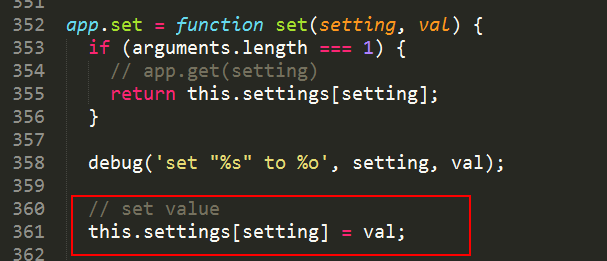 351
352 app.set = function set(setting, val) {
353 if (arguments.length === 1) {
354 // app.get(setting)
355 return this.settings[setting];
356 }
357
358 debug('set "%s" to %o', setting, val);
359
360 // set value
361 this.settings[setting] = val;
362